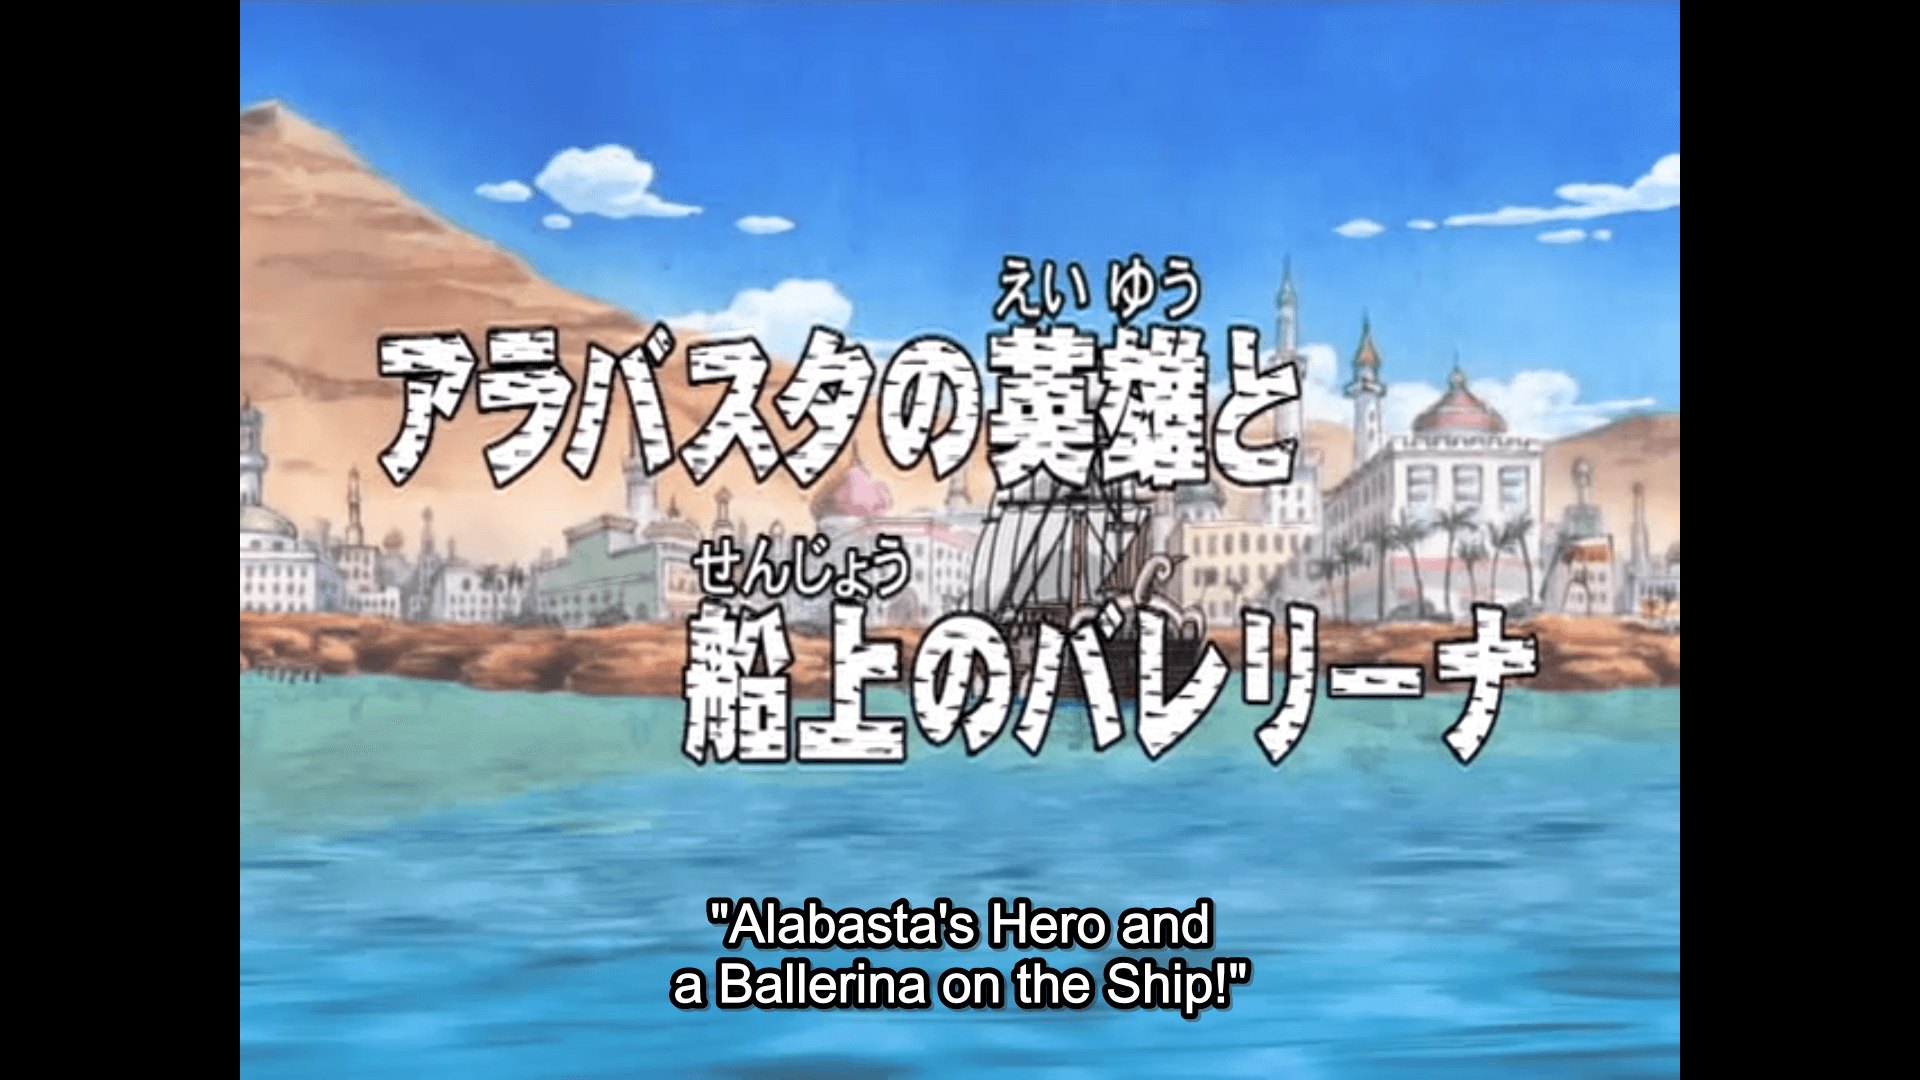 えいゆう
アラバスタの英雄と
せんじょう
船上のバレリーナ
"Alabasta's Hero and
a Ballerina on the Ship!"